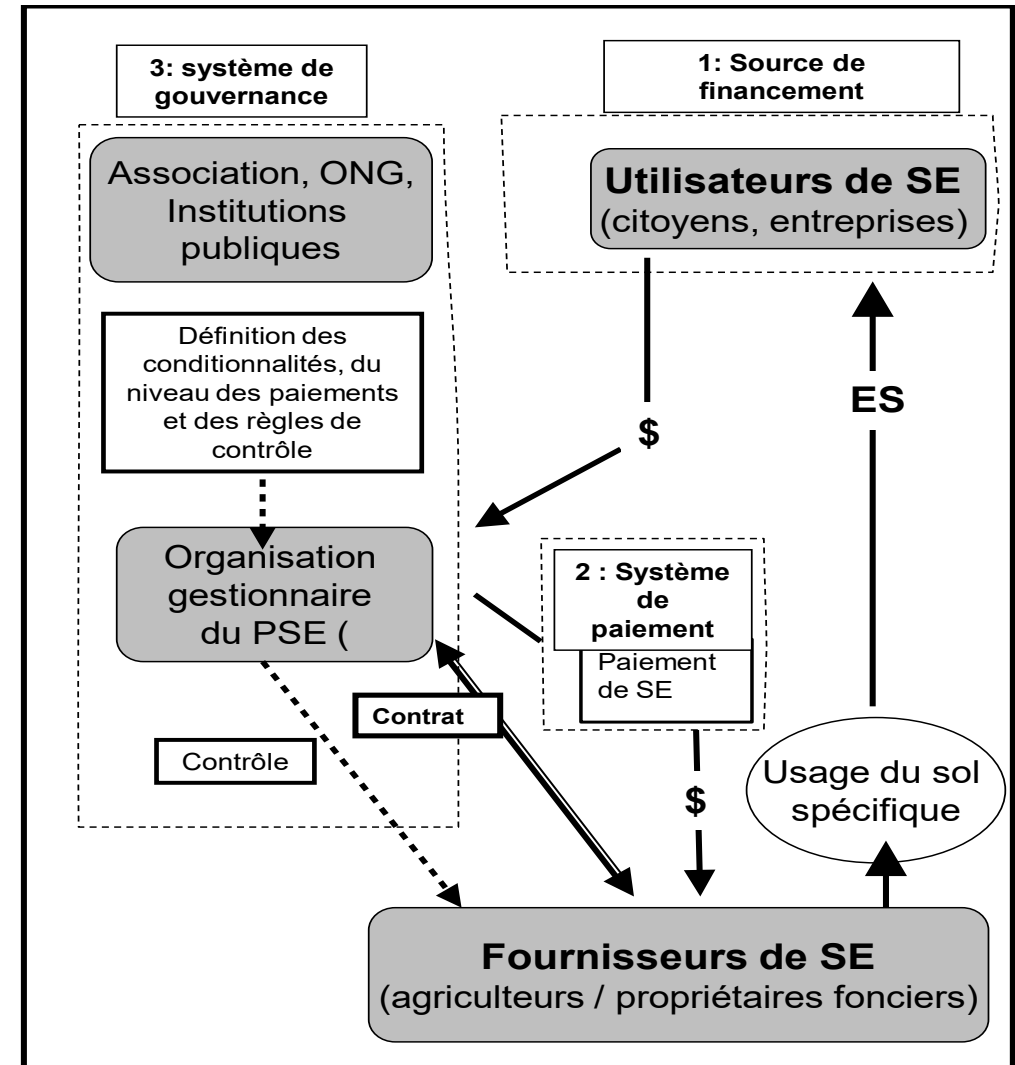 3: système de
gouvernance
1: Source de
financement
Association, ONG,
Institutions
publiques
Utilisateurs de SE
(citoyens, entreprises)
Définition des
conditionnalités, du
niveau des paiements
et des règles de
contrôle
ES
$
Organisation
gestionnaire
du PSE (
2 : Système
de
paiement
Paiement
de SE
Contrat
Contrôle
$
Usage du sol
spécifique
Fournisseurs de SE
(agriculteurs / propriétaires fonciers)